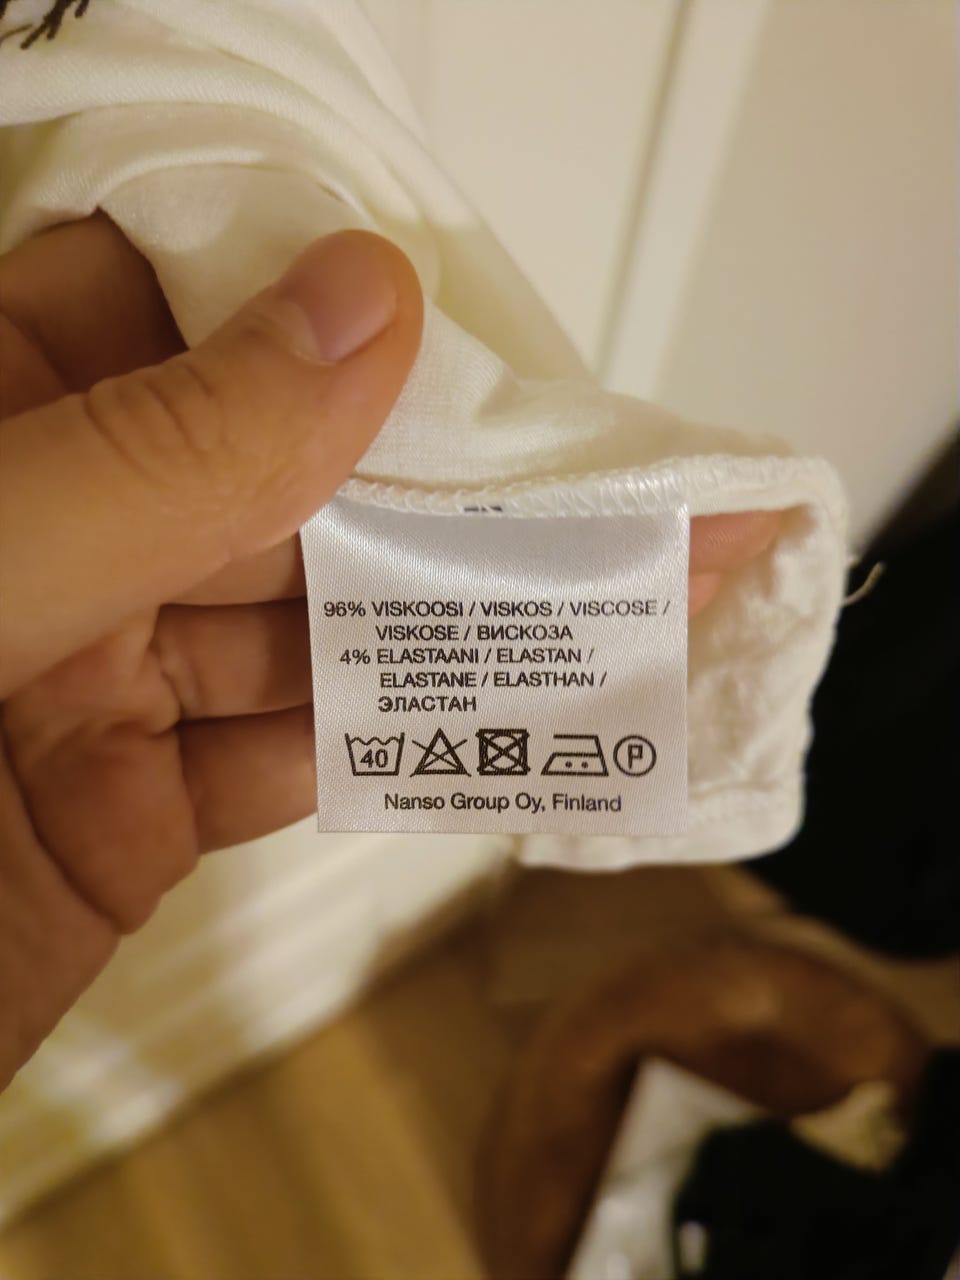 96% VISKOOSI / VISKOS / VISCOSE /
VISKOSE / ВИСКОЗА
4% ELASTAANI / ELASTAN /
ELASTANE / ELASTHAN /
ЭЛАСТАН
40 P
Nanso Group Oy, Finland